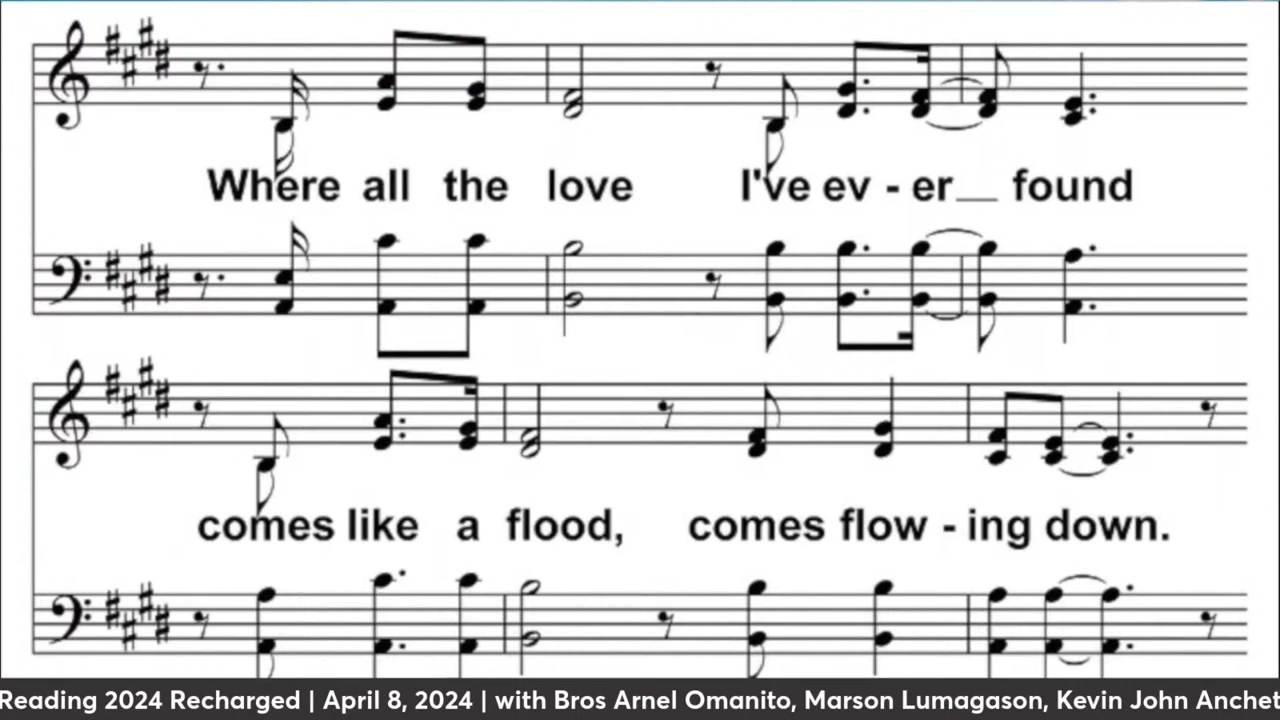 Where all the love I've ev - er__ found
comes like a flood, comes flow - ing down.
Reading 2024 Recharged | April 8, 2024 | with Bros Arnel Omanito, Marson Lumagason, Kevin John Anchet